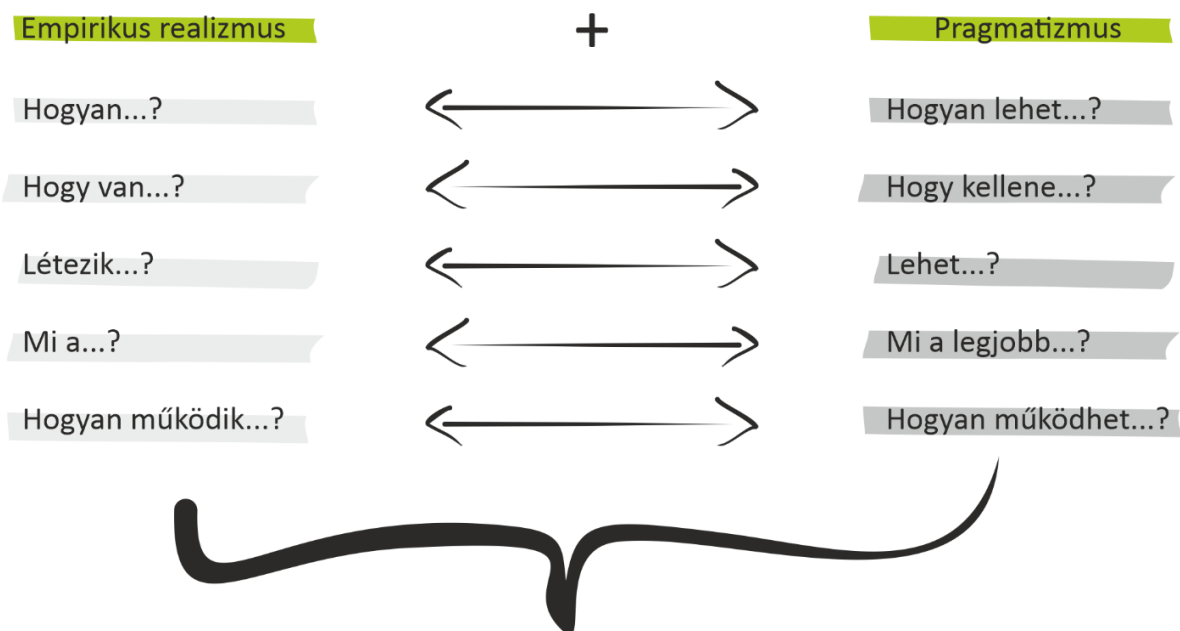 Empirikus realizmus + Pragmatizmus
Hogyan...? Hogyan lehet...?
Hogy van...? Hogy kellene...?
Létezik...? Lehet...?
Mi a...? Mi a legjobb...?
Hogyan működik...? Hogyan működhet...?